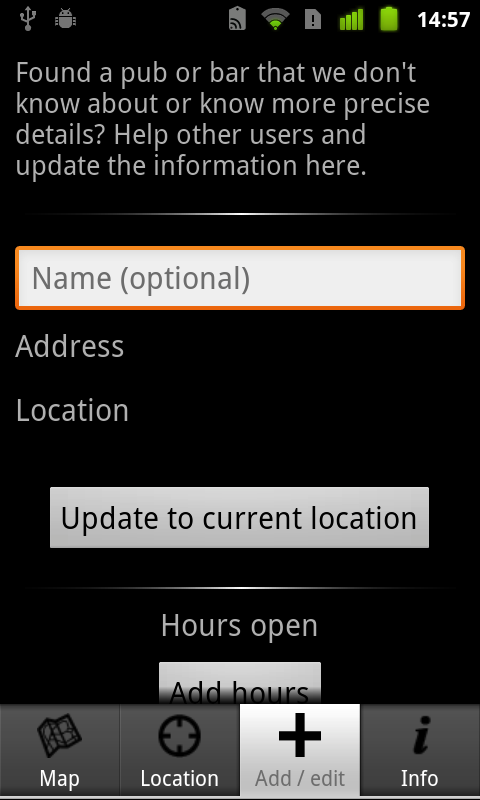 14:57
Found a pub or bar that we don't
know about or know more precise
details? Help other users and
update the information here.
Name (optional)
Address
Location
Update to current location
Hours open
Add hours
Map
Location
Add / edit
Info